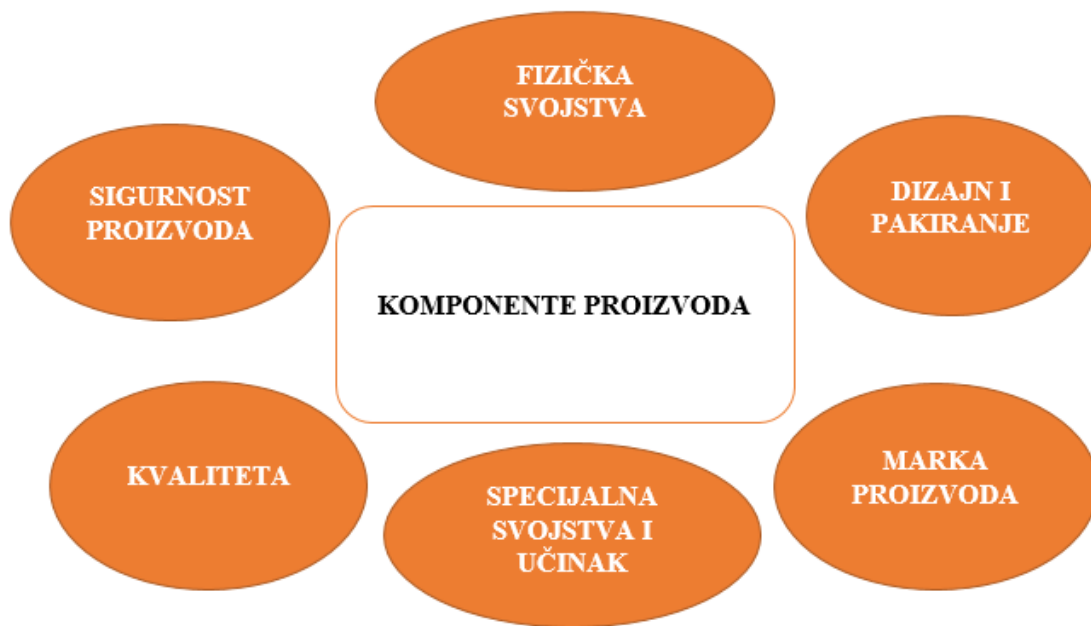 FIZIČKA
SVOJSTVA
SIGURNOST
PROIZVODA
DIZAJN I
PAKIRANJE
KOMPONENTE PROIZVODA
KVALITETA
SPECIJALNA
SVOJSTVA I
UČINAK
MARKA
PROIZVODA